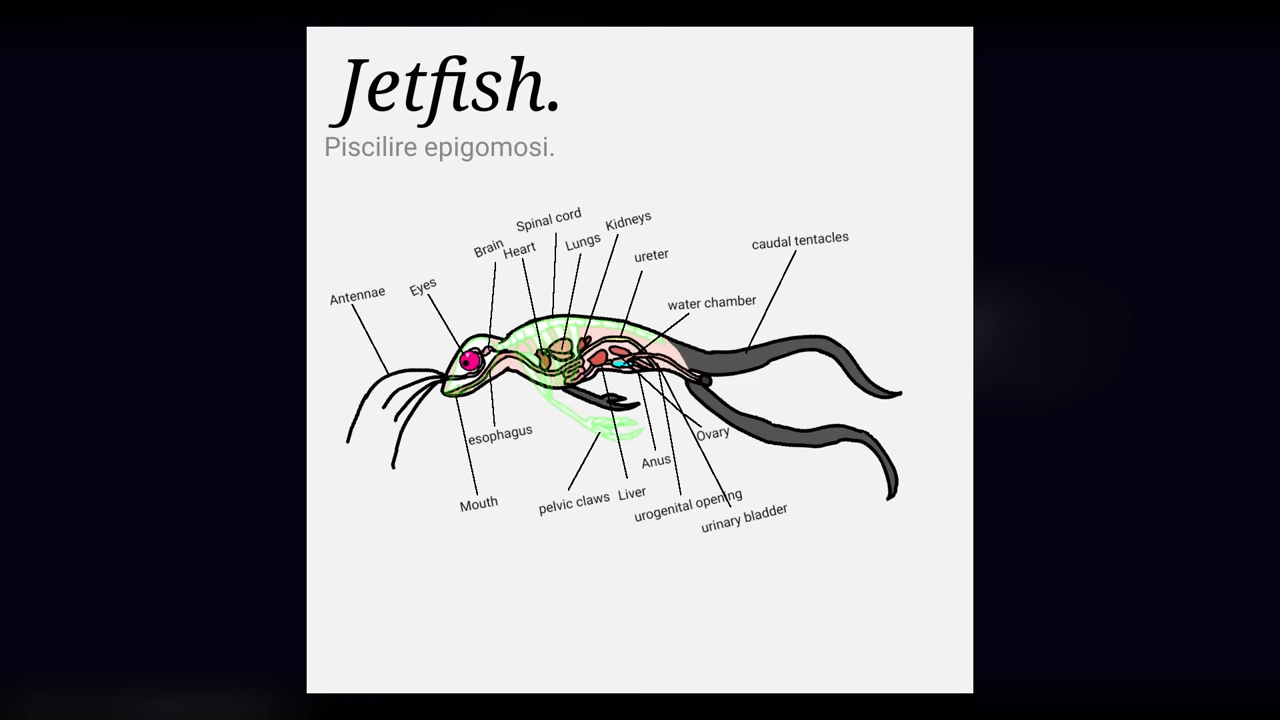 Jetfish.
Piscilire epigomosi.
Spinal cord
Kidneys
Brain
Heart
Lungs
ureter
caudal tentacles
Antennae
Eyes
water chamber
esophagus
Ovary
Anus
Mouth
pelvic claws
Liver
urogenital opening
urinary bladder